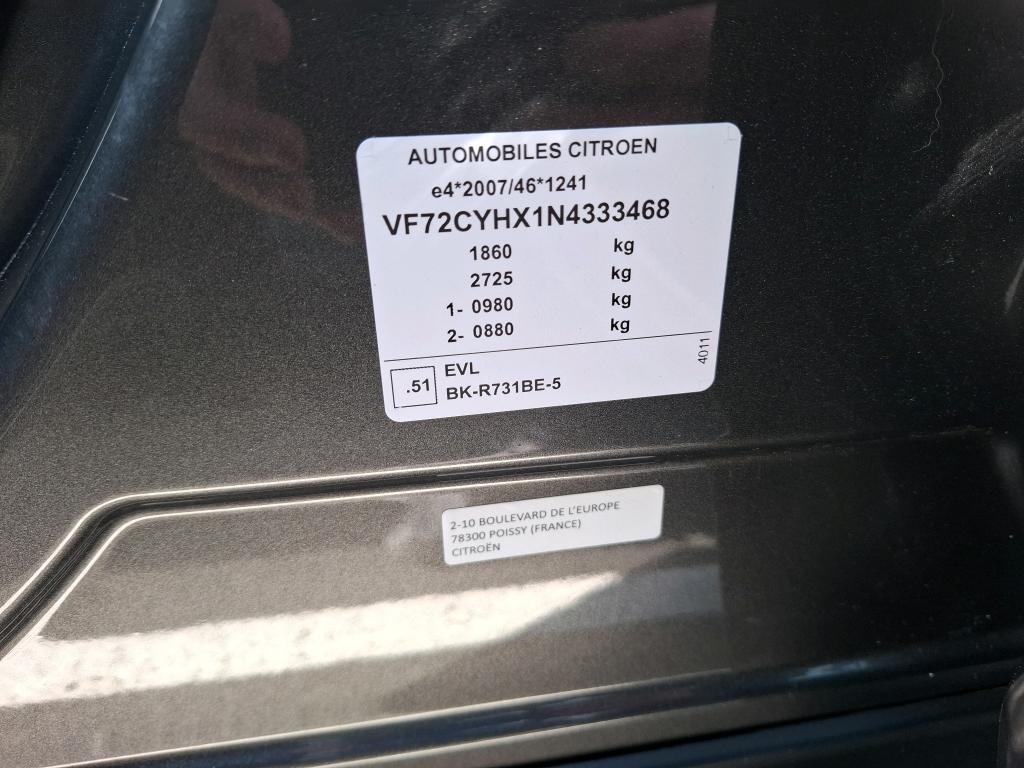 AUTOMOBILES CITROEN
e4*2007/46*1241
VF72CYHX1N4333468
1860 kg
2725 kg
1- 0980 kg
2- 0880 kg
4011
.51
EVL
BK-R731BE-5
2-10 BOULEVARD DE L'EUROPE
78300 POISSY (FRANCE)
CITROËN